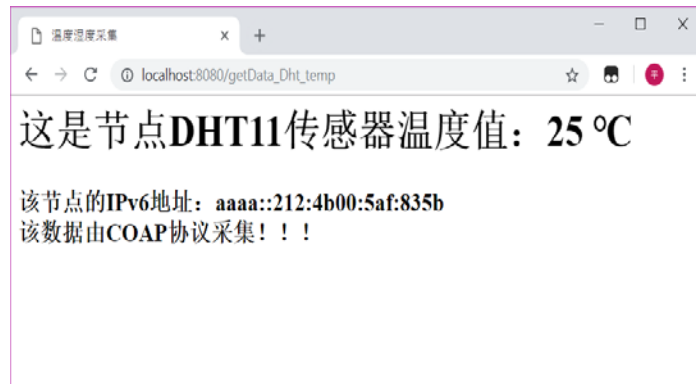 温度湿度采集
localhost:8080/getData_Dht_temp
这是节点DHT11传感器温度值：25 ℃
该节点的IPv6地址：aaaa::212:4b00:5af:835b
该数据由COAP协议采集！！！